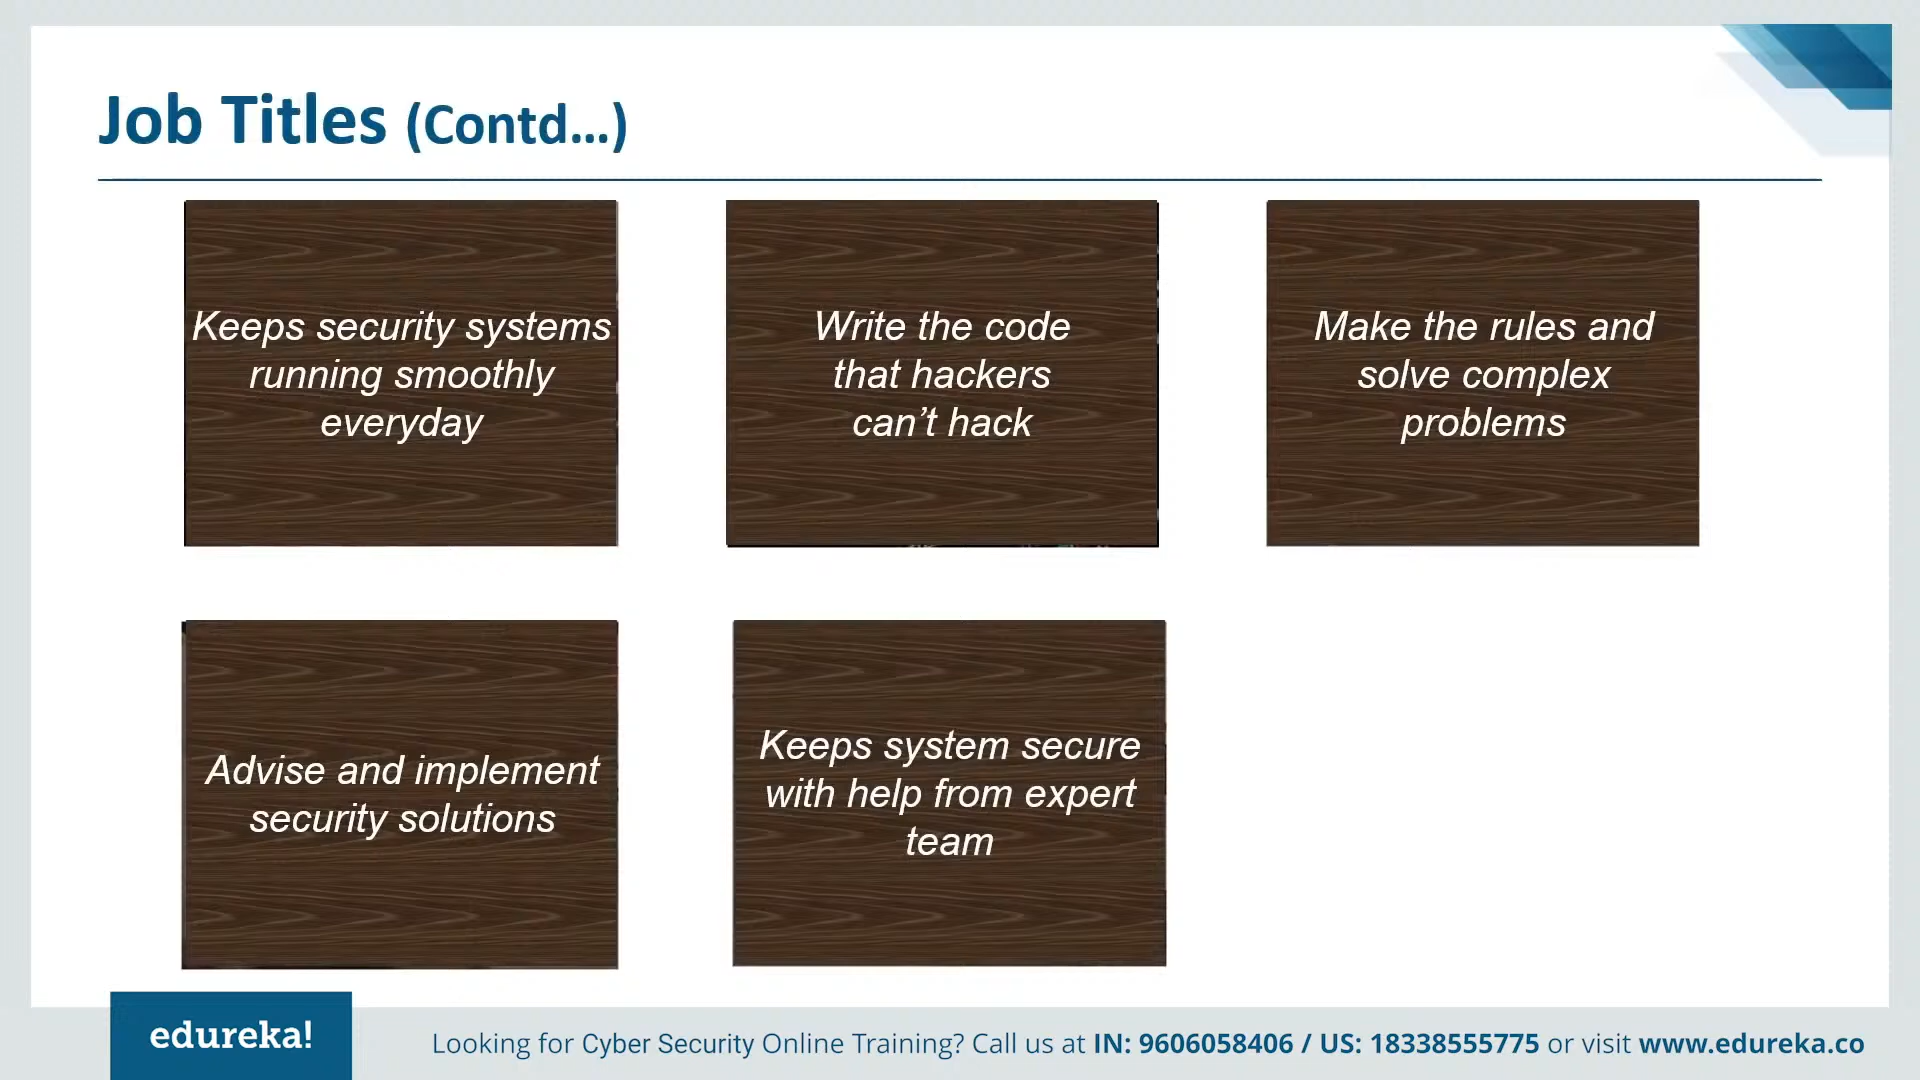 Job Titles (Contd...)
Keeps security systems
running smoothly
everyday
Write the code
that hackers
can’t hack
Make the rules and
solve complex
problems
Advise and implement
security solutions
Keeps system secure
with help from expert
team
edureka!
Looking for Cyber Security Online Training? Call us at IN: 9606058406 / US: 18338555775 or visit www.edureka.co